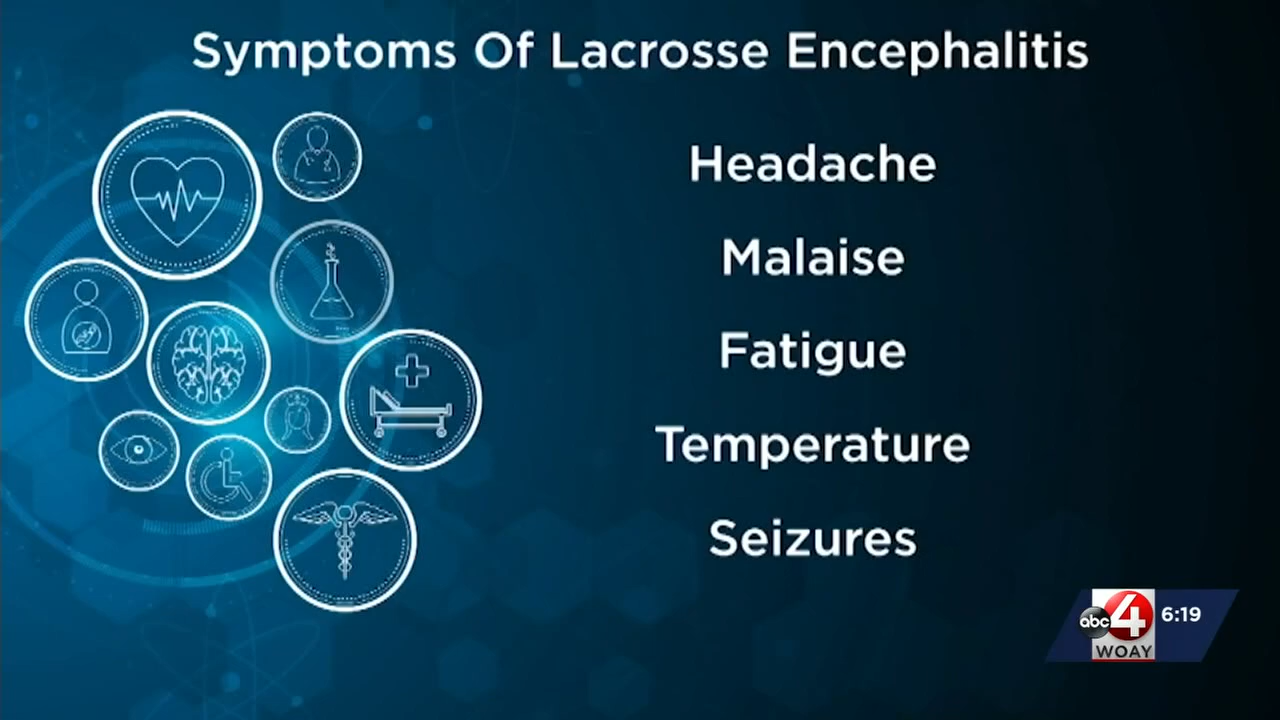 Symptoms Of Lacrosse Encephalitis
Headache
Malaise
Fatigue
Temperature
Seizures
abc 4 6:19
WOAY